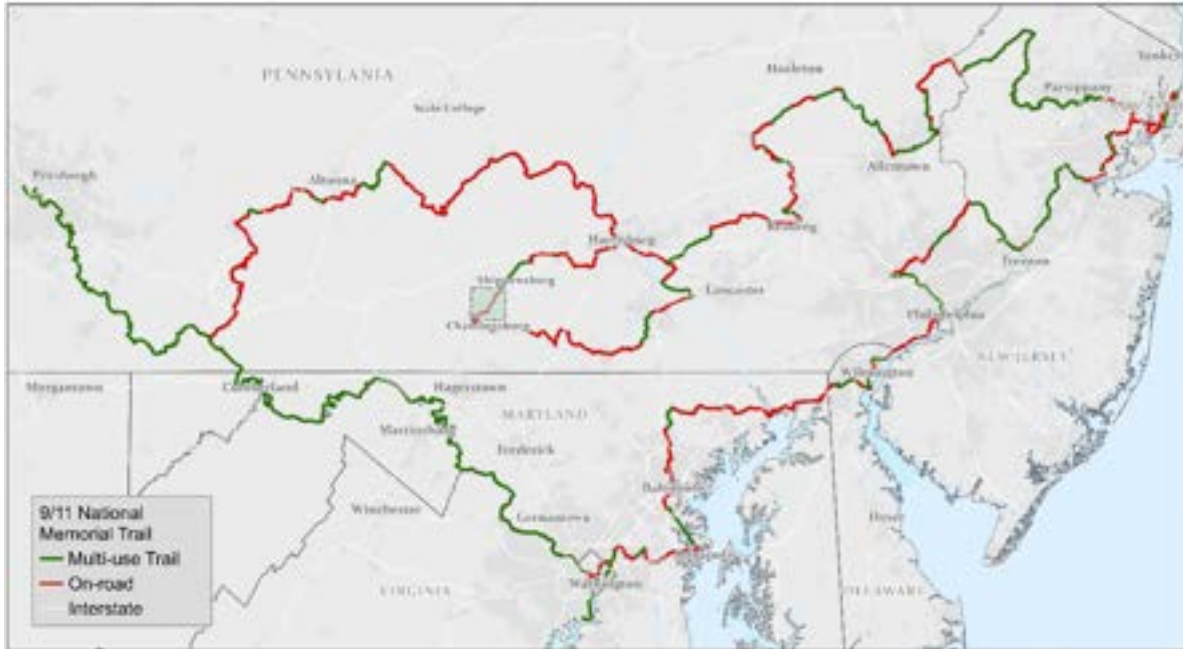 PENNSYLVANIA
Hazleton
State College
Parsippany
Pittsburgh
Altoona
Allentown
Reading
Harrisburg
Trenton
Shippensburg
Lancaster
Chambersburg
Philadelphia
NEW JERSEY
Wilmington
Morgantown
Cumberland
Hagerstown
MARYLAND
Martinsburg
Frederick
Winchester
Germantown
Dover
Washington
VIRGINIA
DELAWARE
9/11 National
Memorial Trail
Multi-use Trail
On-road
Interstate